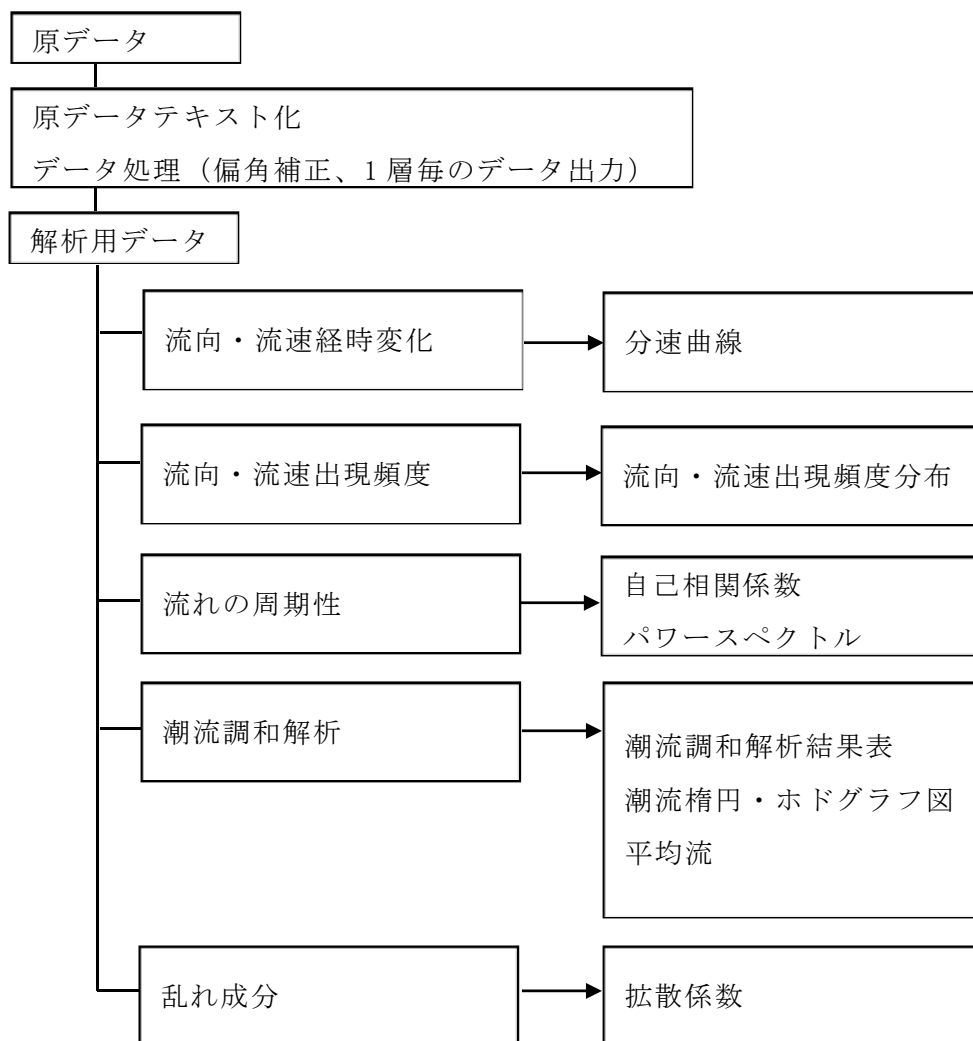 原データ
原データテキスト化
データ処理（偏角補正、1層毎のデータ出力）
解析用データ
流向・流速経時変化
分速曲線
流向・流速出現頻度
流向・流速出現頻度分布
流れの周期性
自己相関係数
パワースペクトル
潮流調和解析
潮流調和解析結果表
潮流楕円・ホドグラフ図
平均流
乱れ成分
拡散係数